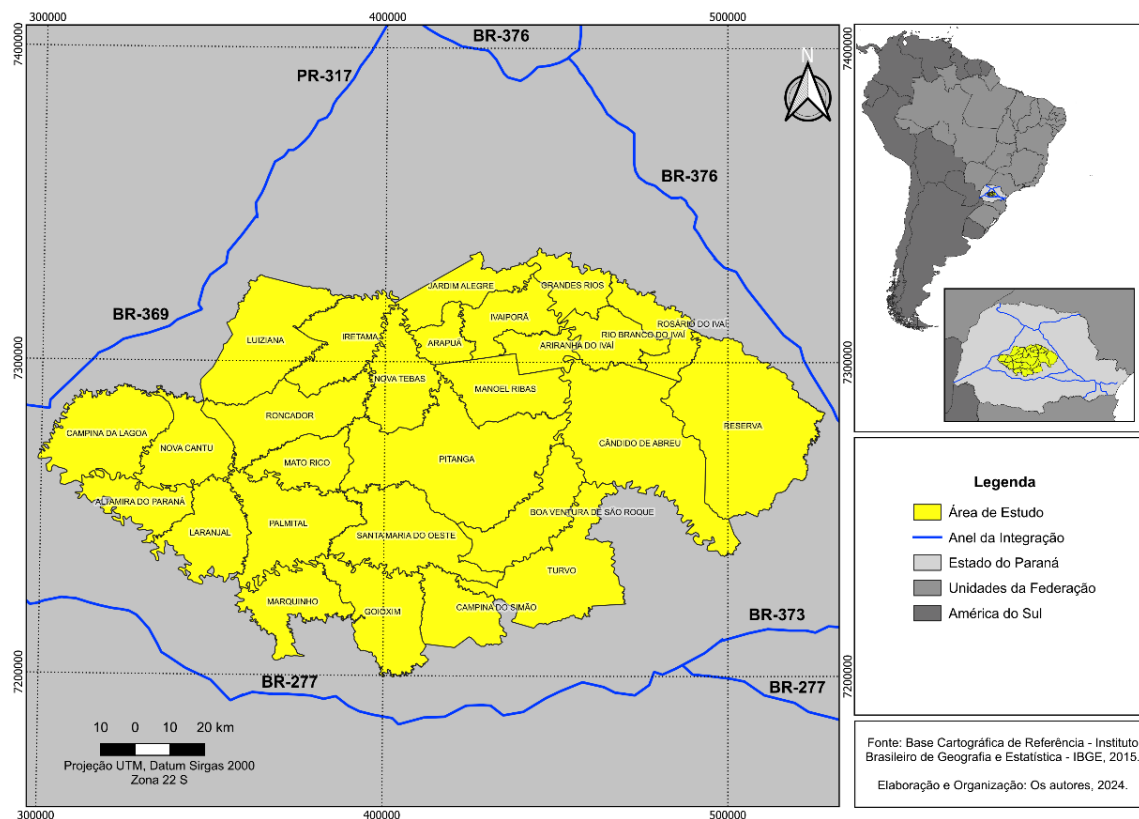 300000
400000
500000
7400000
7400000
BR-376
N
PR-317
BR-376
JARDIM ALEGRE
GRANDES RIOS
IVAIPORÃ
ROSÁRIO DO IVAÍ
BR-369
RIO BRANCO DO IVAÍ
LUIZIANA
IRETAMA
ARAPUÃ
ARIRANHA DO IVAÍ
7300000
7300000
NOVA TEBAS
MANOEL RIBAS
RONCADOR
RESERVA
CAMPINA DA LAGOA
CÂNDIDO DE ABREU
NOVA CANTU
PITANGA
MATO RICO
ALTAMIRA DO PARANÁ
BOA VENTURA DE SÃO ROQUE
LARANJAL
PALMITAL
SANTA MARIA DO OESTE
TURVO
MARQUINHO
GOIOXIM
CAMPINA DO SIMÃO
BR-373
7200000
7200000
BR-277
BR-277
10 0 10 20 km
Projeção UTM, Datum Sirgas 2000
Zona 22 S
300000
400000
500000
Legenda
Área de Estudo
Anel da Integração
Estado do Paraná
Unidades da Federação
América do Sul
Fonte: Base Cartográfica de Referência - Instituto
Brasileiro de Geografia e Estatística - IBGE, 2015.
Elaboração e Organização: Os autores, 2024.